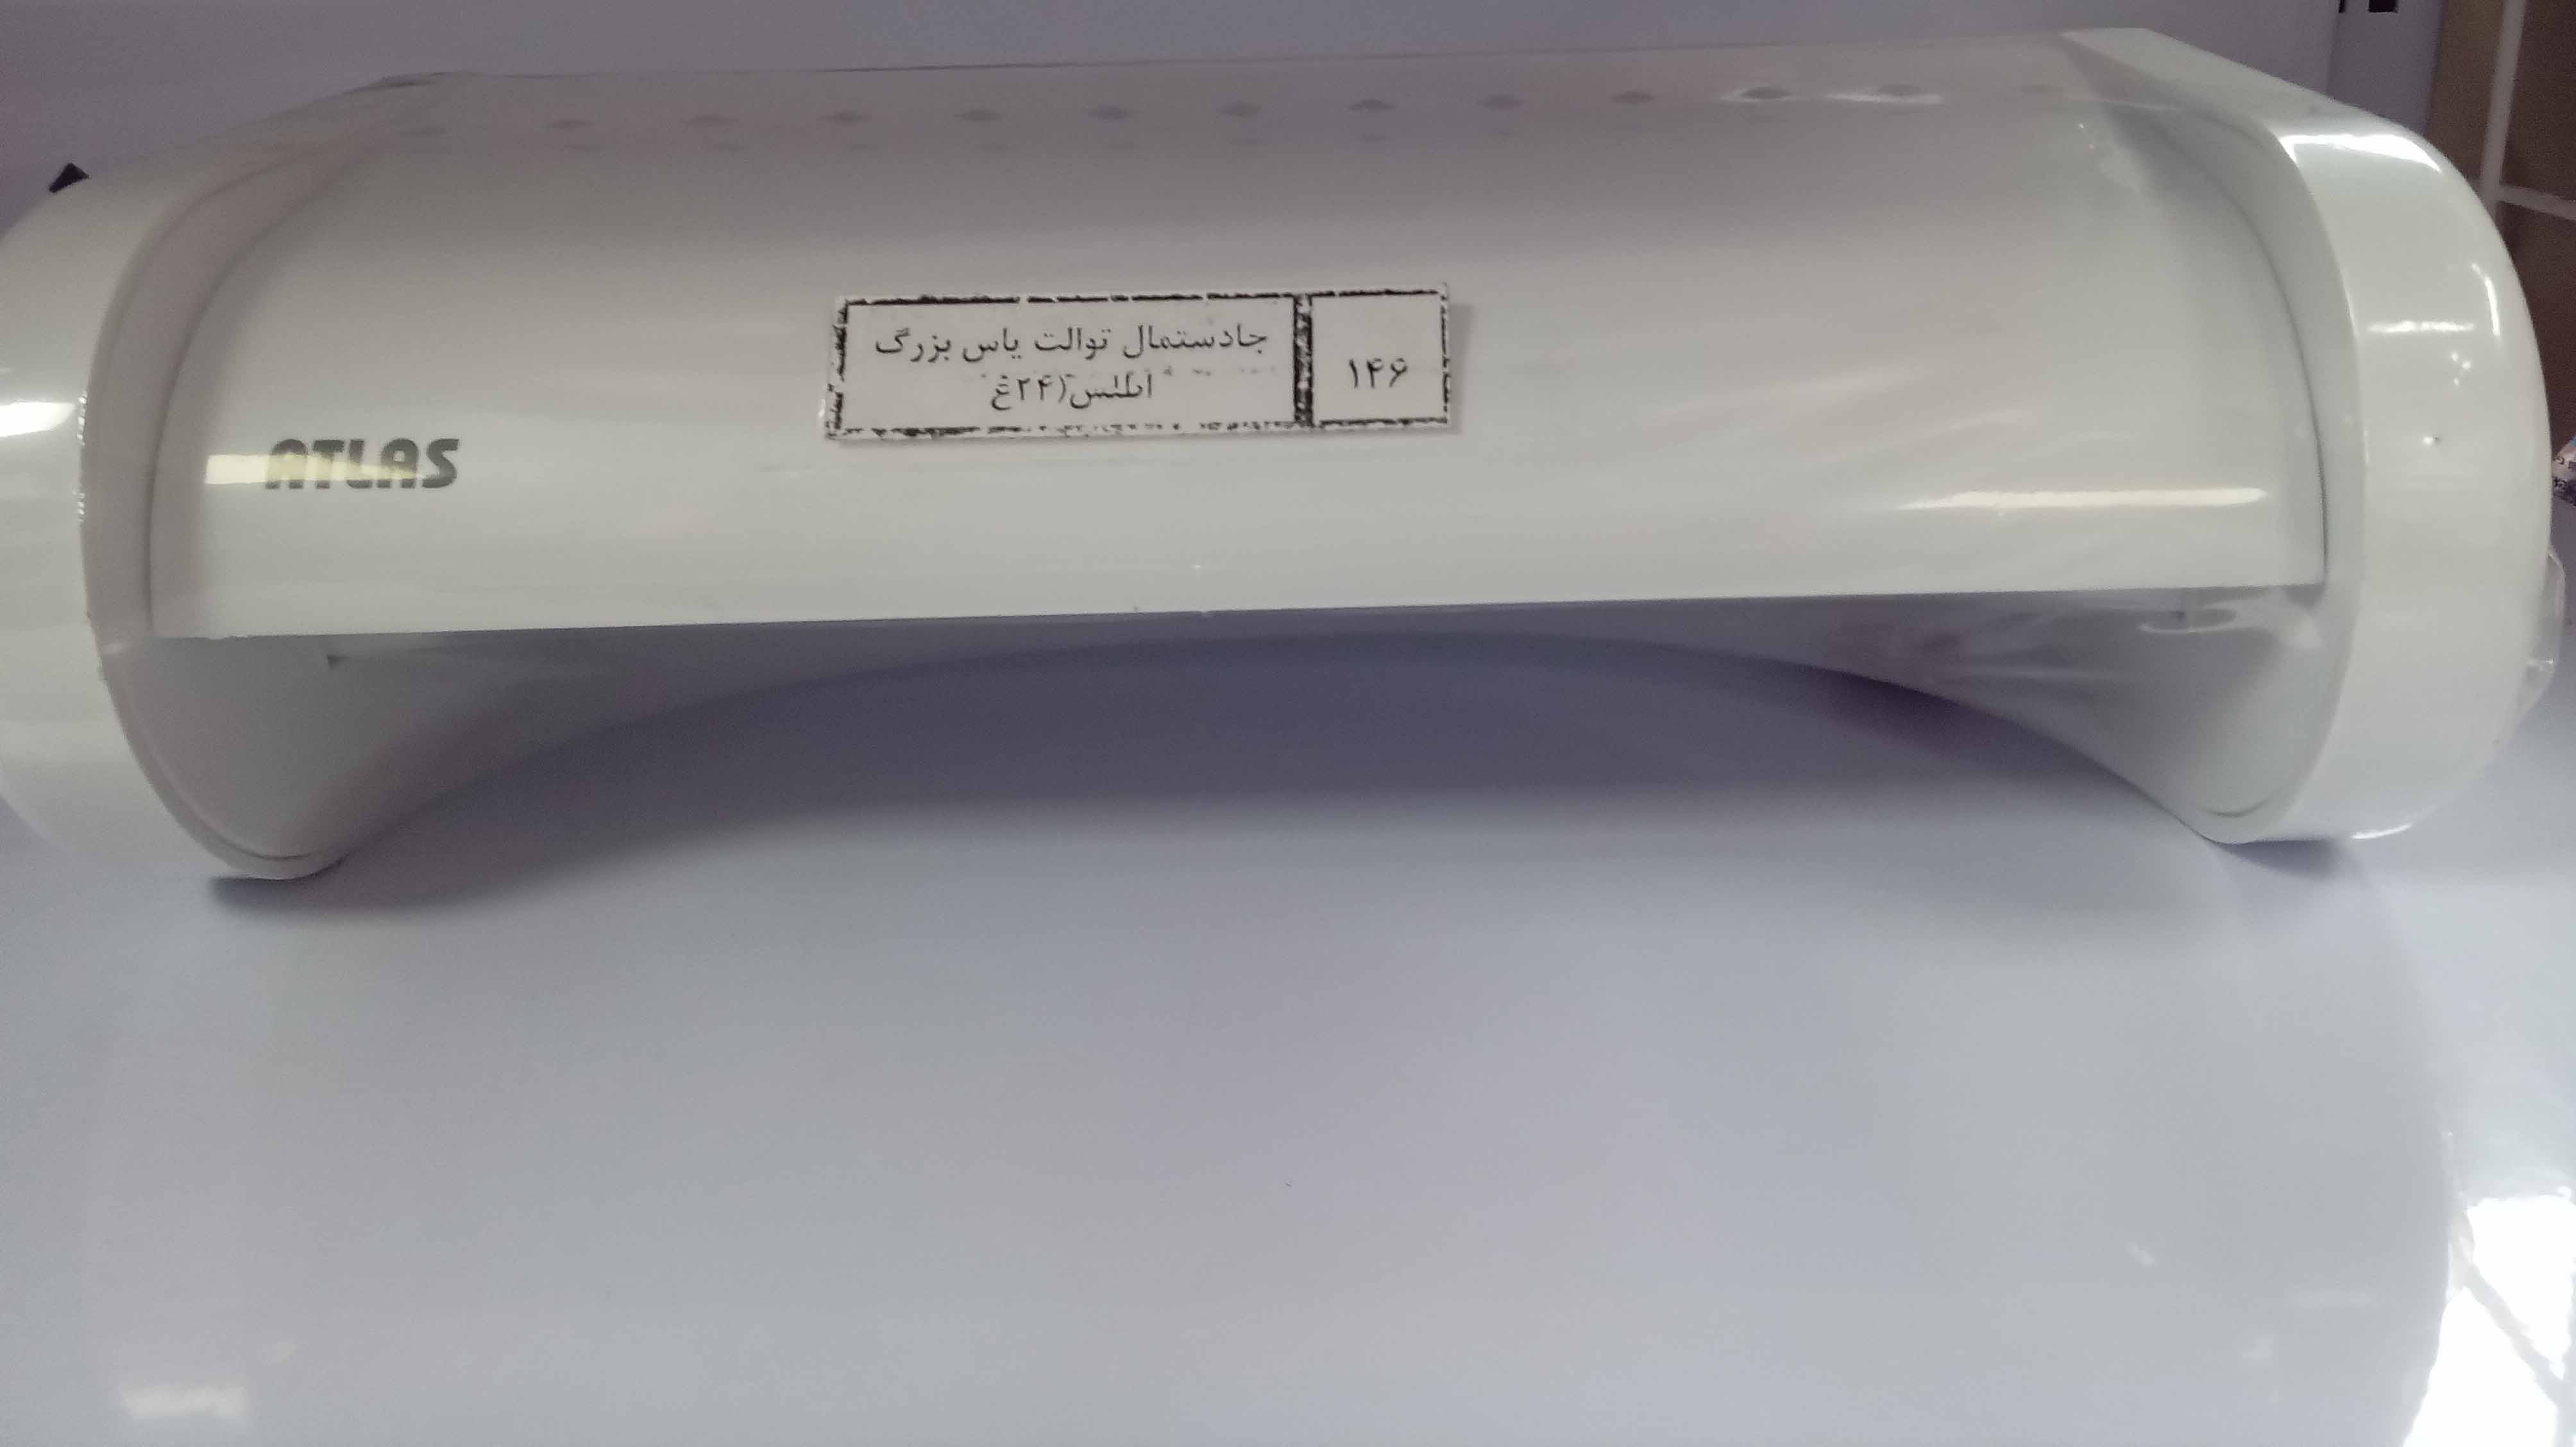 جادستمال توالت یاس بزرگ
اطلس(۲۴غ
۱۴۶
ATLAS